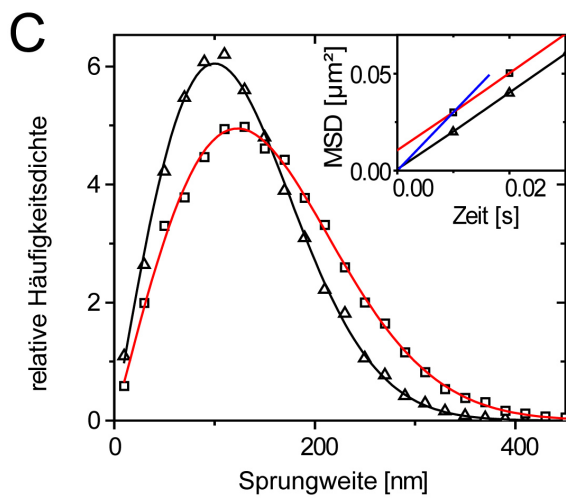 C
relative Häufigkeitsdichte
6
4
2
0
0
200
400
Sprungweite [nm]
MSD [µm²]
0.05
0.00
0.00
0.02
Zeit [s]